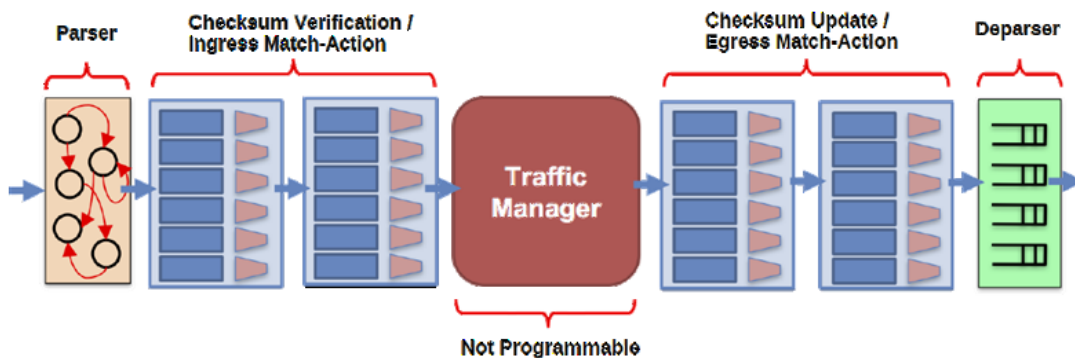 Parser
Checksum Verification /
Ingress Match-Action
Checksum Update /
Egress Match-Action
Deparser
Traffic
Manager
Not Programmable